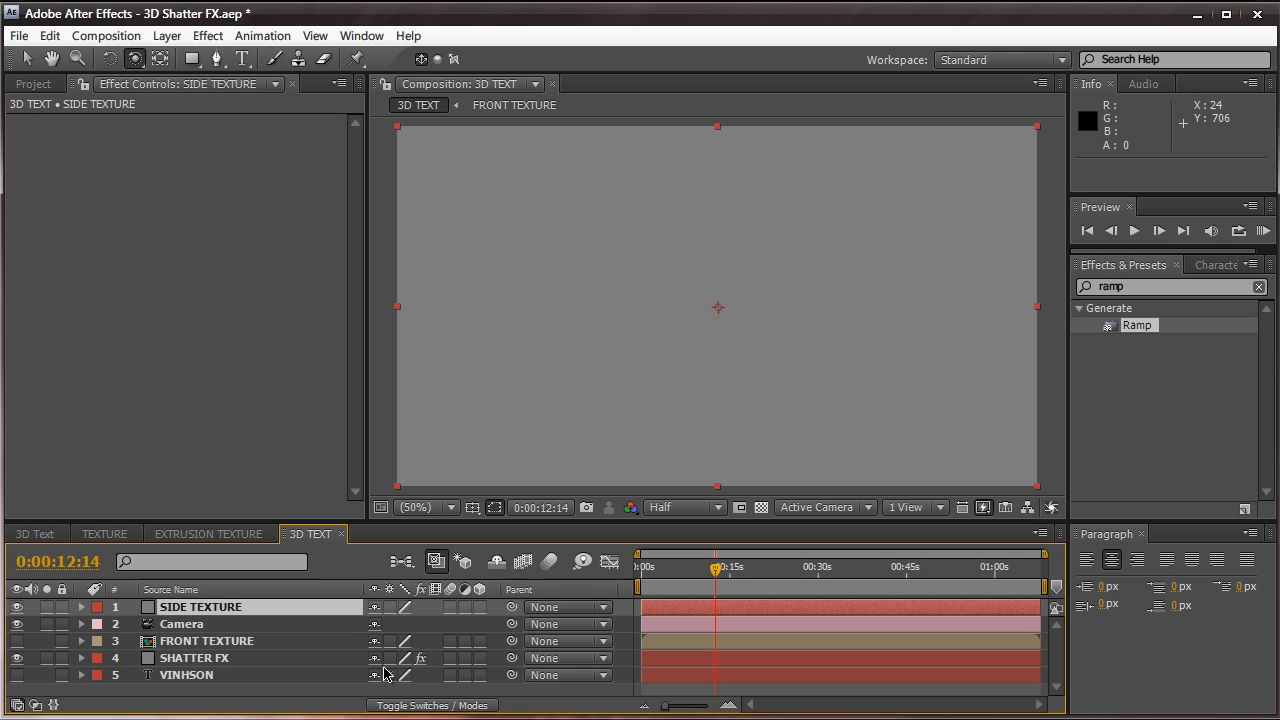 Adobe After Effects - 3D Shatter FX.aep *
File Edit Composition Layer Effect Animation View Window Help
Workspace: Standard Search Help
Project Effect Controls: SIDE TEXTURE Composition: 3D TEXT Info Audio
3D TEXT • SIDE TEXTURE
3D TEXT FRONT TEXTURE
R: X: 24
G: Y: 706
B:
A: 0
Preview
Effects & Presets Characte
ramp
Generate
Ramp
(50%) 0:00:12:14 Half Active Camera 1 View
3D Text TEXTURE EXTRUSION TEXTURE 3D TEXT Paragraph
0:00:12:14
0 px 0 px 0 px
0 px 0 px
:00s 0:15s 00:30s 00:45s 01:00s
# Source Name fx Parent
1 SIDE TEXTURE None
2 Camera None
3 FRONT TEXTURE None
4 SHATTER FX fx None
5 T VINHSON None
Toggle Switches / Modes